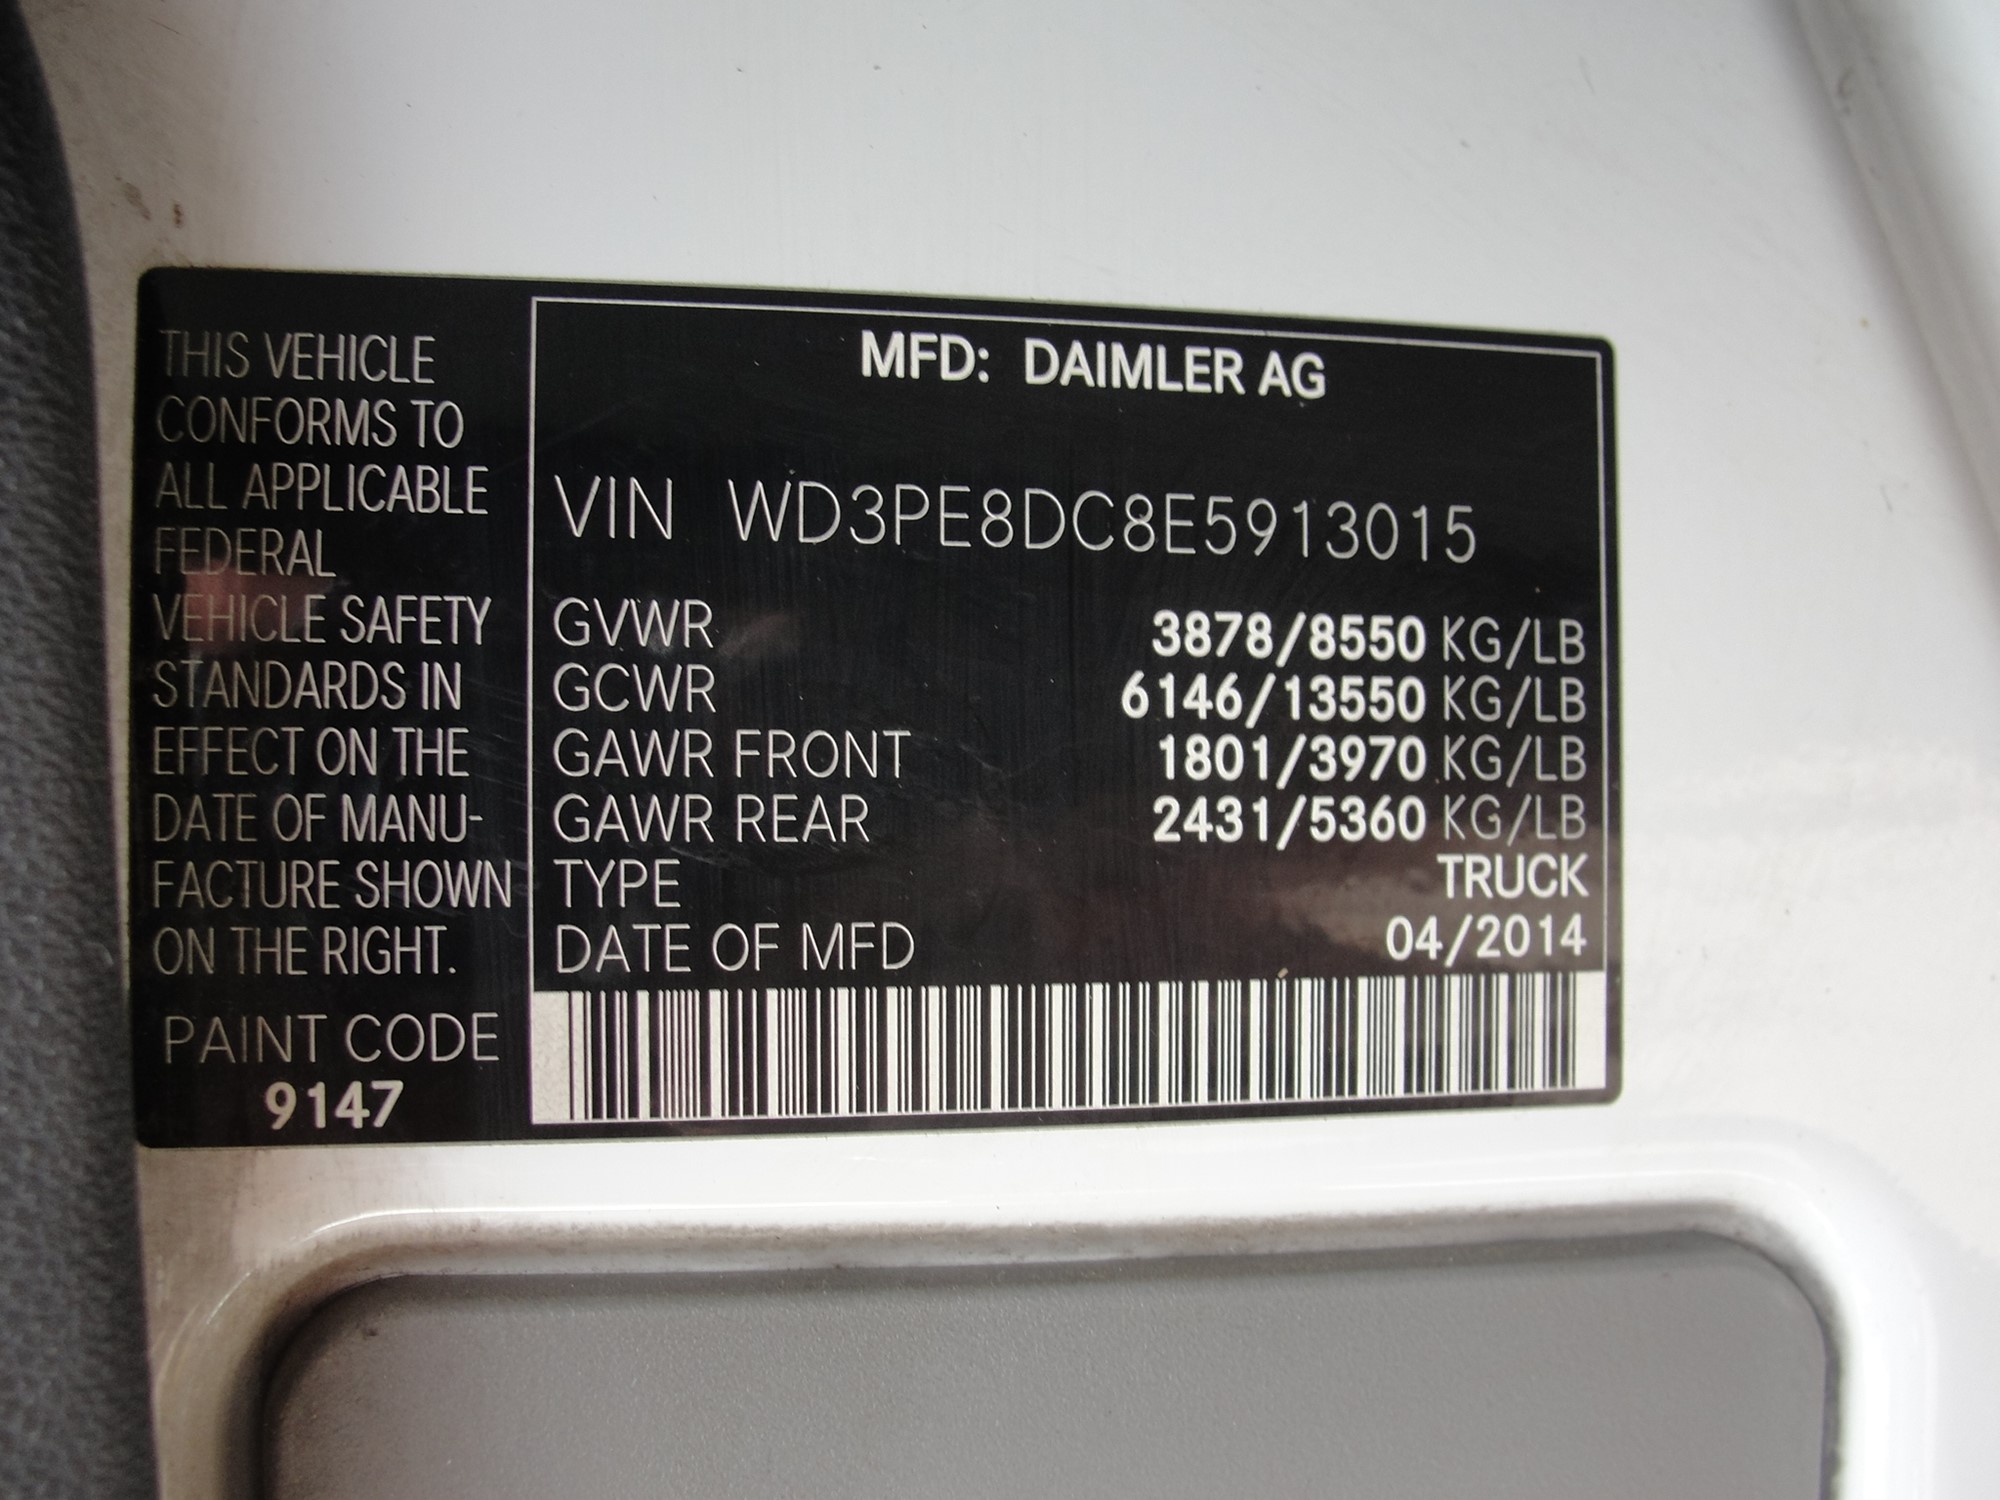 THIS VEHICLE
CONFORMS TO
ALL APPLICABLE
FEDERAL
VEHICLE SAFETY
STANDARDS IN
EFFECT ON THE
DATE OF MANU-
FACTURE SHOWN
ON THE RIGHT.
PAINT CODE
9147
MFD: DAIMLER AG
VIN WD3PE8DC8E5913015
GVWR 3878/8550 KG/LB
GCWR 6146/13550 KG/LB
GAWR FRONT 1801/3970 KG/LB
GAWR REAR 2431/5360 KG/LB
TYPE TRUCK
DATE OF MFD 04/2014